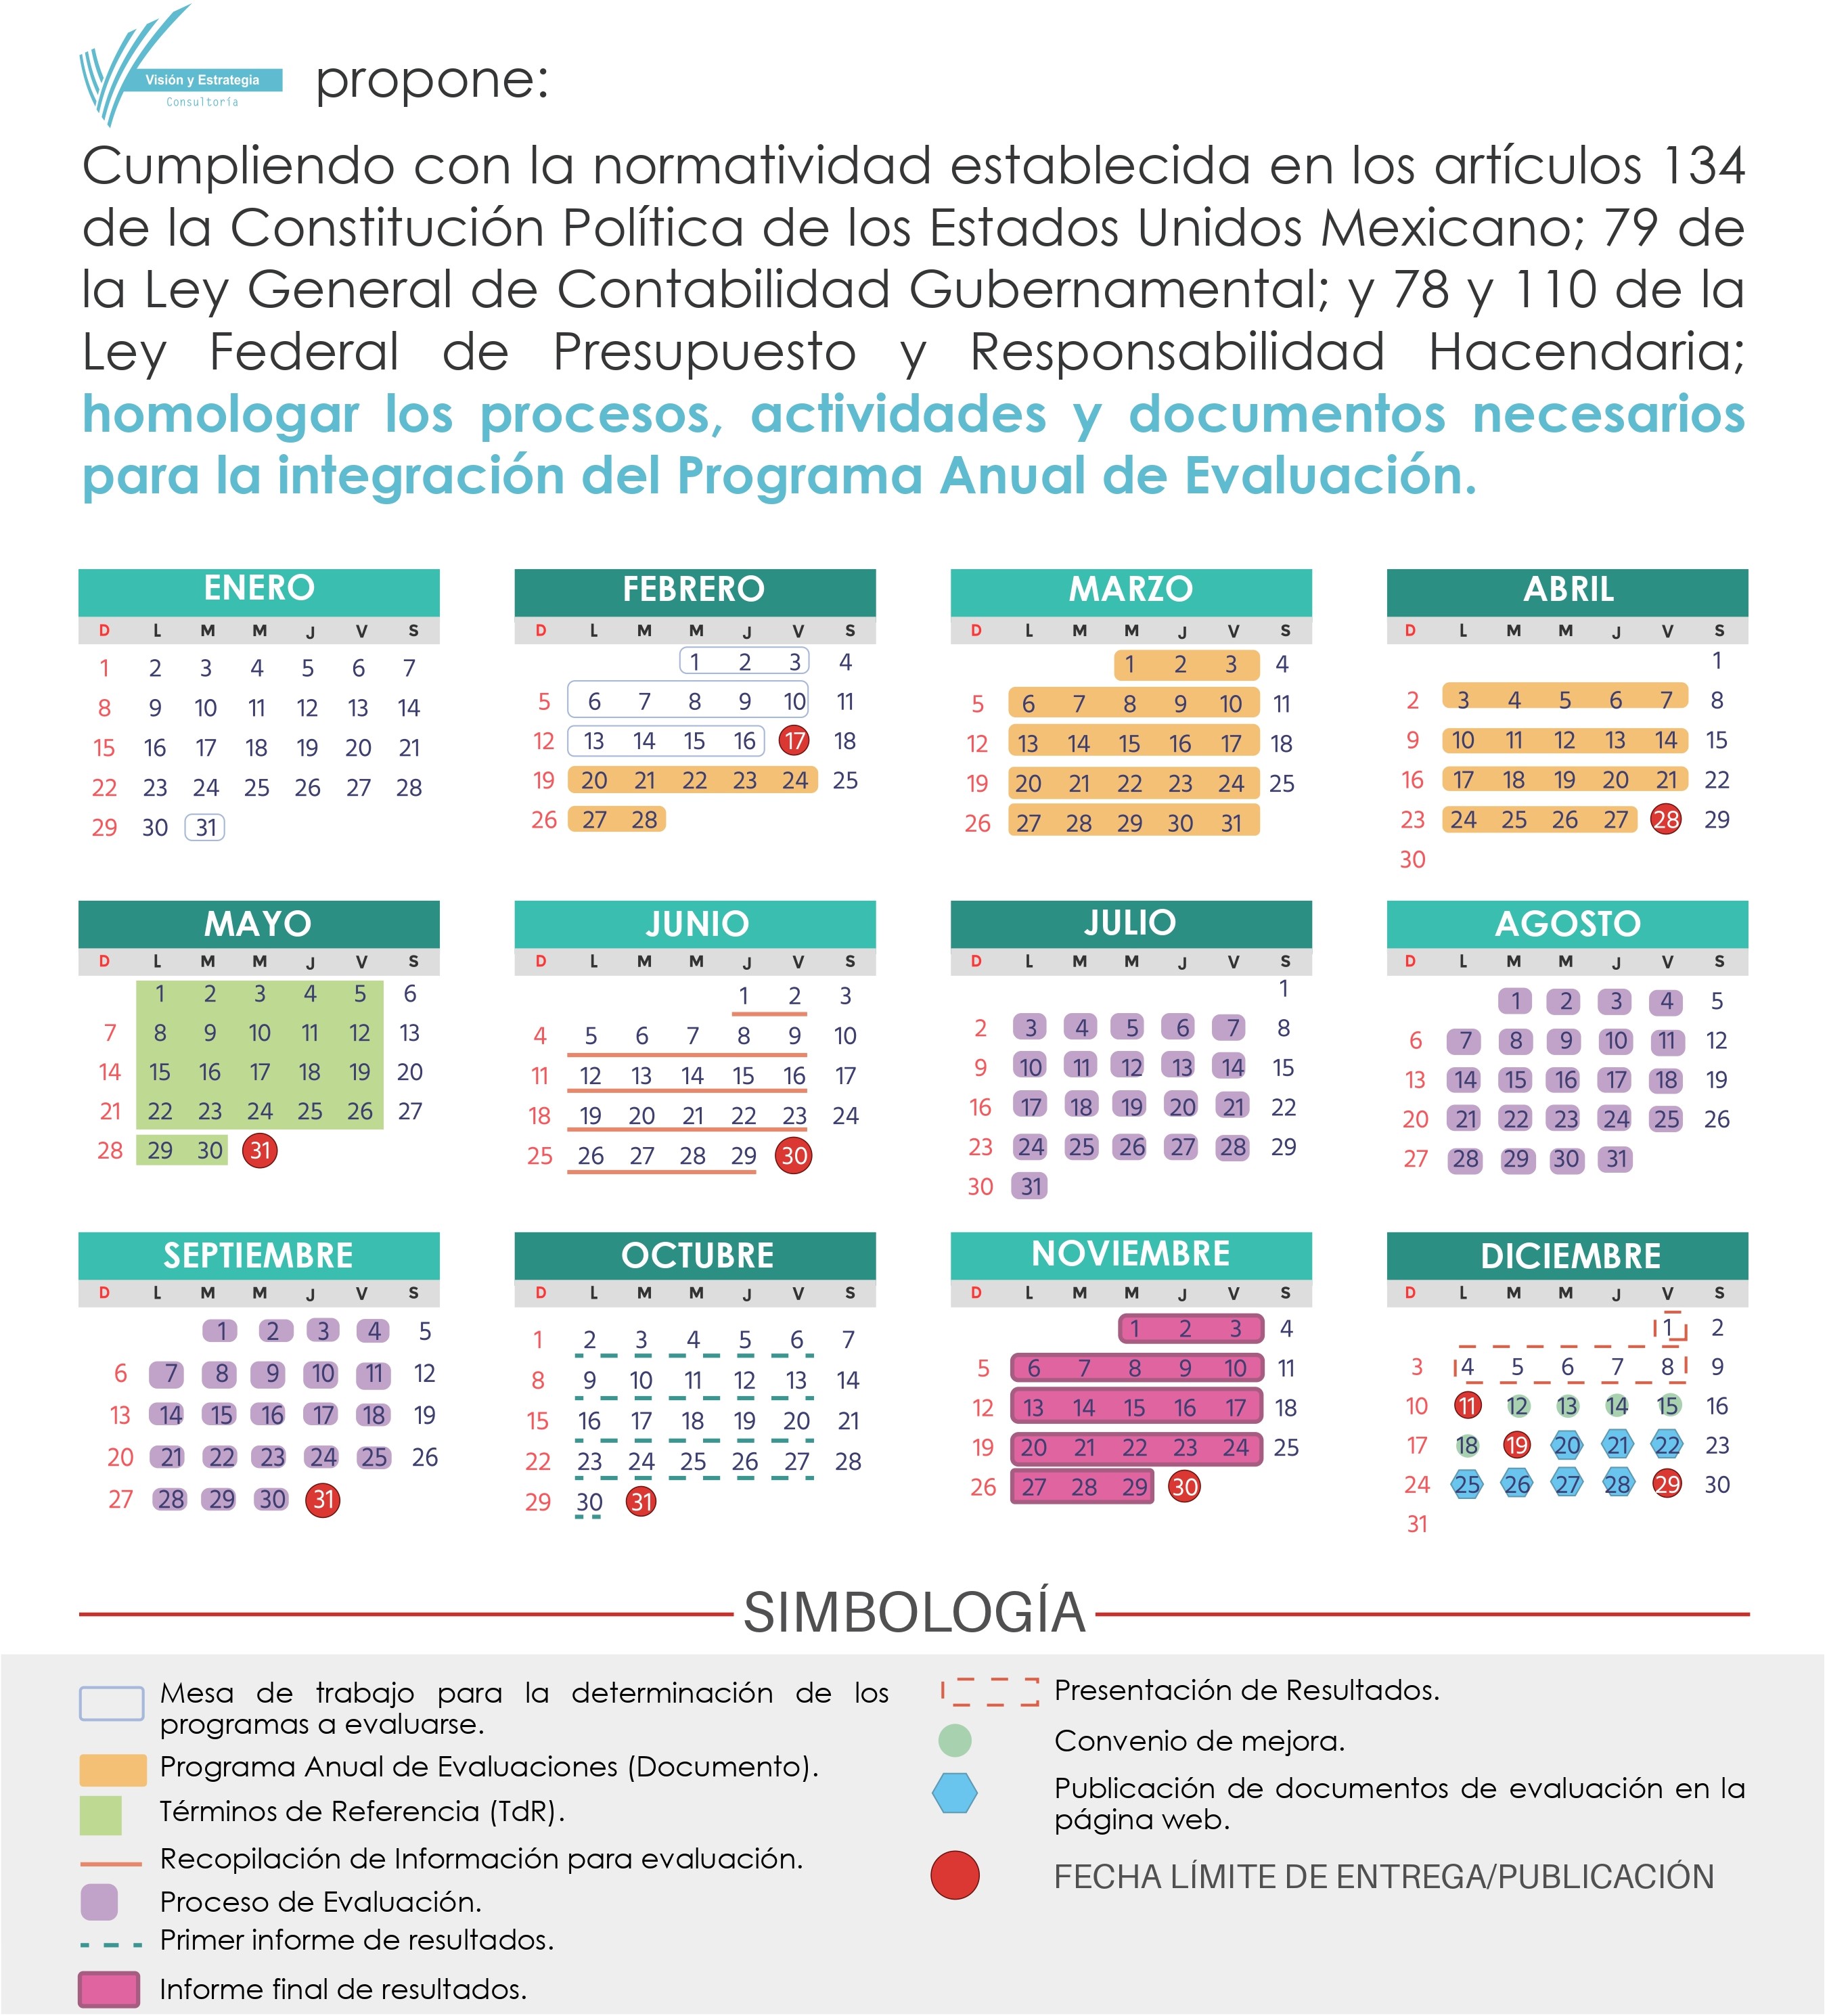 Visión y Estrategia
Consultoría
propone:
Cumpliendo con la normatividad establecida en los artículos 134
de la Constitución Política de los Estados Unidos Mexicano; 79 de
la Ley General de Contabilidad Gubernamental; y 78 y 110 de la
Ley Federal de Presupuesto y Responsabilidad Hacendaria;
homologar los procesos, actividades y documentos necesarios
para la integración del Programa Anual de Evaluación.
ENERO
D L M M J V S
1 2 3 4 5 6 7
8 9 10 11 12 13 14
15 16 17 18 19 20 21
22 23 24 25 26 27 28
29 30 31
FEBRERO
D L M M J V S
1 2 3 4
5 6 7 8 9 10 11
12 13 14 15 16 17 18
19 20 21 22 23 24 25
26 27 28
MARZO
D L M M J V S
1 2 3 4
5 6 7 8 9 10 11
12 13 14 15 16 17 18
19 20 21 22 23 24 25
26 27 28 29 30 31
ABRIL
D L M M J V S
1
2 3 4 5 6 7 8
9 10 11 12 13 14 15
16 17 18 19 20 21 22
23 24 25 26 27 28 29
30
MAYO
D L M M J V S
1 2 3 4 5 6
7 8 9 10 11 12 13
14 15 16 17 18 19 20
21 22 23 24 25 26 27
28 29 30 31
JUNIO
D L M M J V S
1 2 3
4 5 6 7 8 9 10
11 12 13 14 15 16 17
18 19 20 21 22 23 24
25 26 27 28 29 30
JULIO
D L M M J V S
1
2 3 4 5 6 7 8
9 10 11 12 13 14 15
16 17 18 19 20 21 22
23 24 25 26 27 28 29
30 31
AGOSTO
D L M M J V S
1 2 3 4 5
6 7 8 9 10 11 12
13 14 15 16 17 18 19
20 21 22 23 24 25 26
27 28 29 30 31
SEPTIEMBRE
D L M M J V S
1 2 3 4 5
6 7 8 9 10 11 12
13 14 15 16 17 18 19
20 21 22 23 24 25 26
27 28 29 30 31
OCTUBRE
D L M M J V S
1 2 3 4 5 6 7
8 9 10 11 12 13 14
15 16 17 18 19 20 21
22 23 24 25 26 27 28
29 30 31
NOVIEMBRE
D L M M J V S
1 2 3 4
5 6 7 8 9 10 11
12 13 14 15 16 17 18
19 20 21 22 23 24 25
26 27 28 29 30
DICIEMBRE
D L M M J V S
1 2
3 4 5 6 7 8 9
10 11 12 13 14 15 16
17 18 19 20 21 22 23
24 25 26 27 28 29 30
31
SIMBOLOGÍA
Mesa de trabajo para la determinación de los
programas a evaluarse.
Programa Anual de Evaluaciones (Documento).
Términos de Referencia (TdR).
Recopilación de Información para evaluación.
Proceso de Evaluación.
Primer informe de resultados.
Informe final de resultados.
Presentación de Resultados.
Convenio de mejora.
Publicación de documentos de evaluación en la
página web.
FECHA LÍMITE DE ENTREGA/PUBLICACIÓN